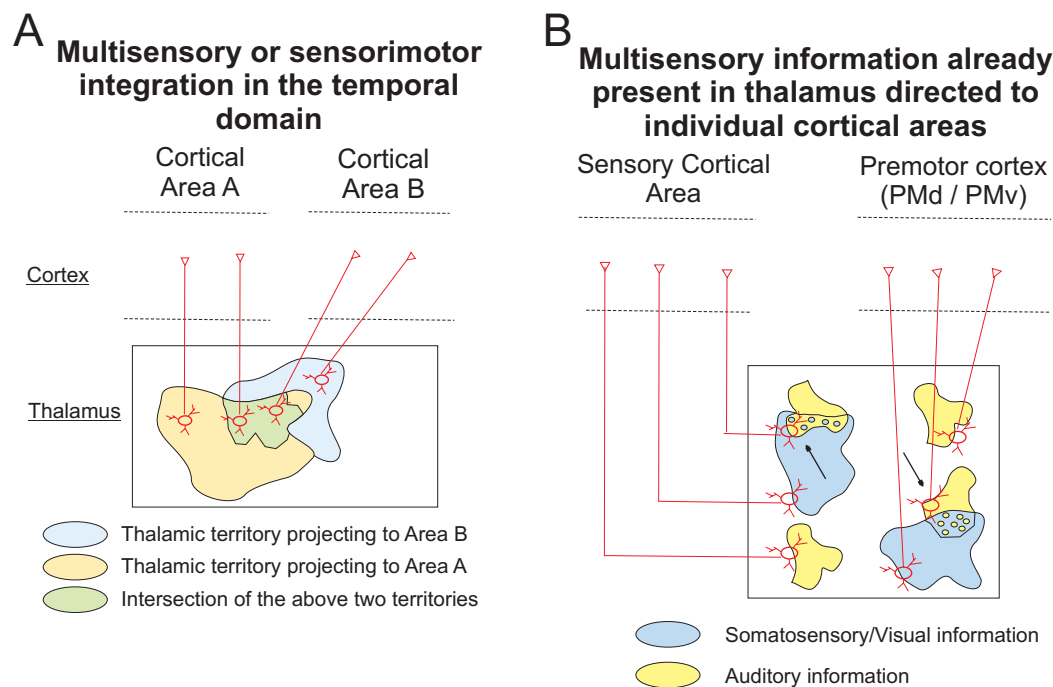 A
Multisensory or sensorimotor
integration in the temporal
domain
Cortical
Area A
Cortical
Area B
Cortex
Thalamus
Thalamic territory projecting to Area B
Thalamic territory projecting to Area A
Intersection of the above two territories
B
Multisensory information already
present in thalamus directed to
individual cortical areas
Sensory Cortical
Area
Premotor cortex
(PMd / PMv)
Somatosensory/Visual information
Auditory information